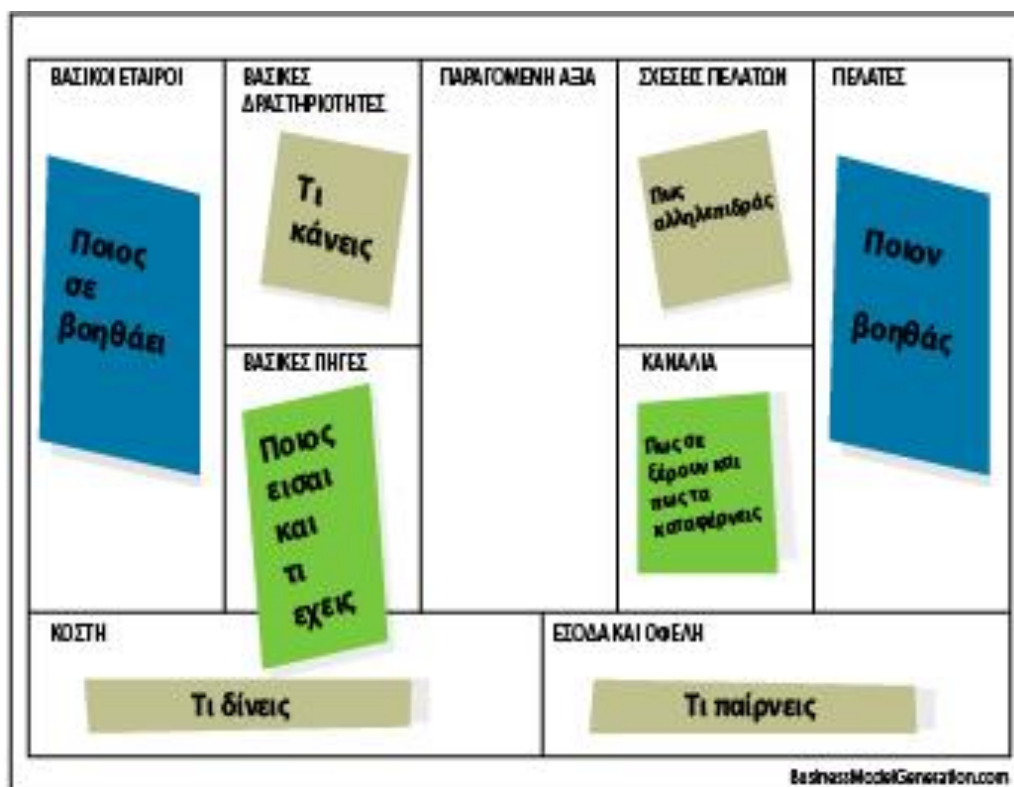 ΒΑΣΙΚΟΙ ΕΤΑΙΡΟΙ
Ποιος
σε
βοηθάει
ΒΑΣΙΚΕΣ
ΔΡΑΣΤΗΡΙΟΤΗΤΕΣ
Τι
κάνεις
ΒΑΣΙΚΕΣ ΠΗΓΕΣ
Ποιος
εισαι
και
τι
εχεις
ΠΑΡΑΓΟΜΕΝΗ ΑΞΙΑ
ΣΧΕΣΕΙΣ ΠΕΛΑΤΩΝ
Πως
αλληλεπιδράς
ΚΑΝΑΛΙΑ
Πως σε
ξέρουν και
πως τα
καταφέρνεις
ΠΕΛΑΤΕΣ
Ποιον
βοηθάς
ΚΟΣΤΗ
Τι δίνεις
ΕΣΟΔΑ ΚΑΙ ΟΦΕΛΗ
Τι παίρνεις
BusinessModelGeneration.com